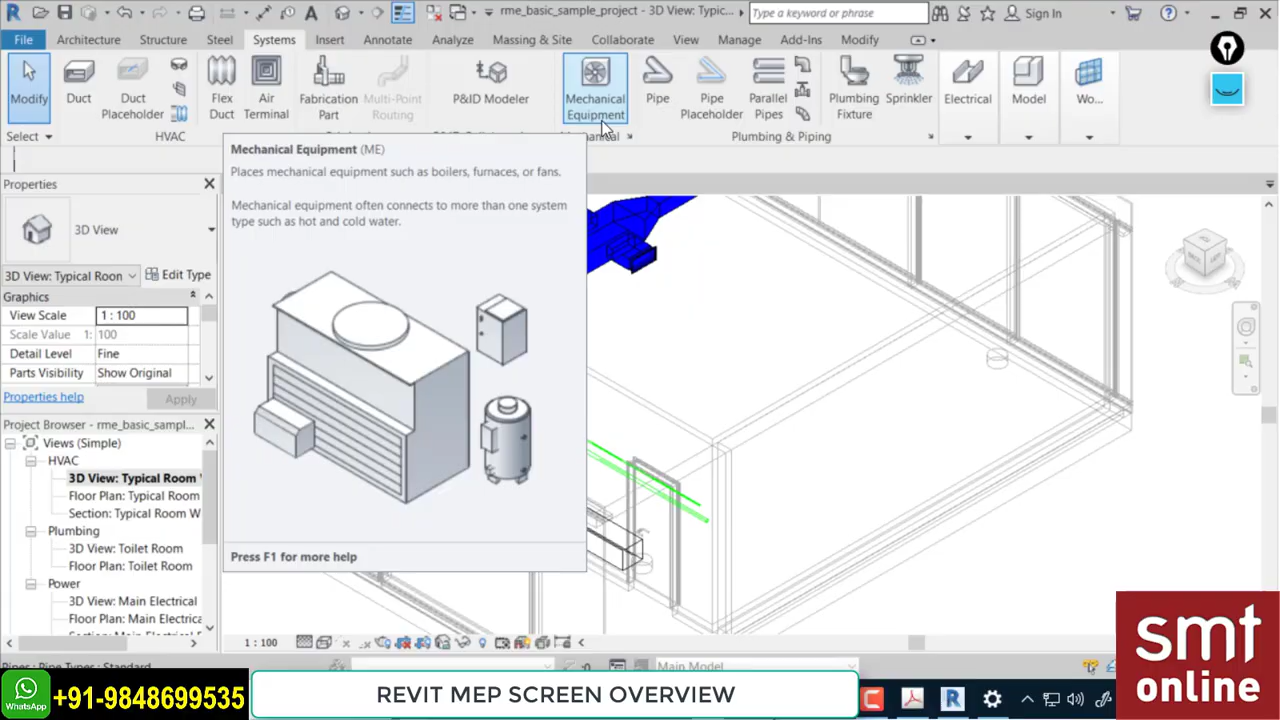 rme_basic_sample_project - 3D View: Typic...
Type a keyword or phrase
Sign In
File
Architecture
Structure
Steel
Systems
Insert
Annotate
Analyze
Massing & Site
Collaborate
View
Manage
Add-Ins
Modify
Modify
Duct
Duct
Placeholder
Flex
Duct
Air
Terminal
Fabrication
Part
Multi-Point
Routing
P&ID Modeler
Mechanical
Equipment
Pipe
Pipe
Placeholder
Parallel
Pipes
Plumbing
Fixture
Sprinkler
Electrical
Model
Wo...
Select
HVAC
Plumbing & Piping
Mechanical Equipment (ME)
Places mechanical equipment such as boilers, furnaces, or fans.
Mechanical equipment often connects to more than one system
type such as hot and cold water.
Press F1 for more help
Properties
3D View
3D View: Typical Roon
Edit Type
Graphics
View Scale
1 : 100
Scale Value 1:
100
Detail Level
Fine
Parts Visibility
Show Original
Properties help
Apply
Project Browser - rme_basic_sampl...
Views (Simple)
HVAC
3D View: Typical Room
Floor Plan: Typical Room
Section: Typical Room W
Plumbing
3D View: Toilet Room
Floor Plan: Toilet Room
Power
3D View: Main Electrical
Floor Plan: Main Electrica
1 : 100
Pipes : Pipe Types : Standard
:0
Main Model
WhatsApp
+91-9848699535
REVIT MEP SCREEN OVERVIEW
smt
online